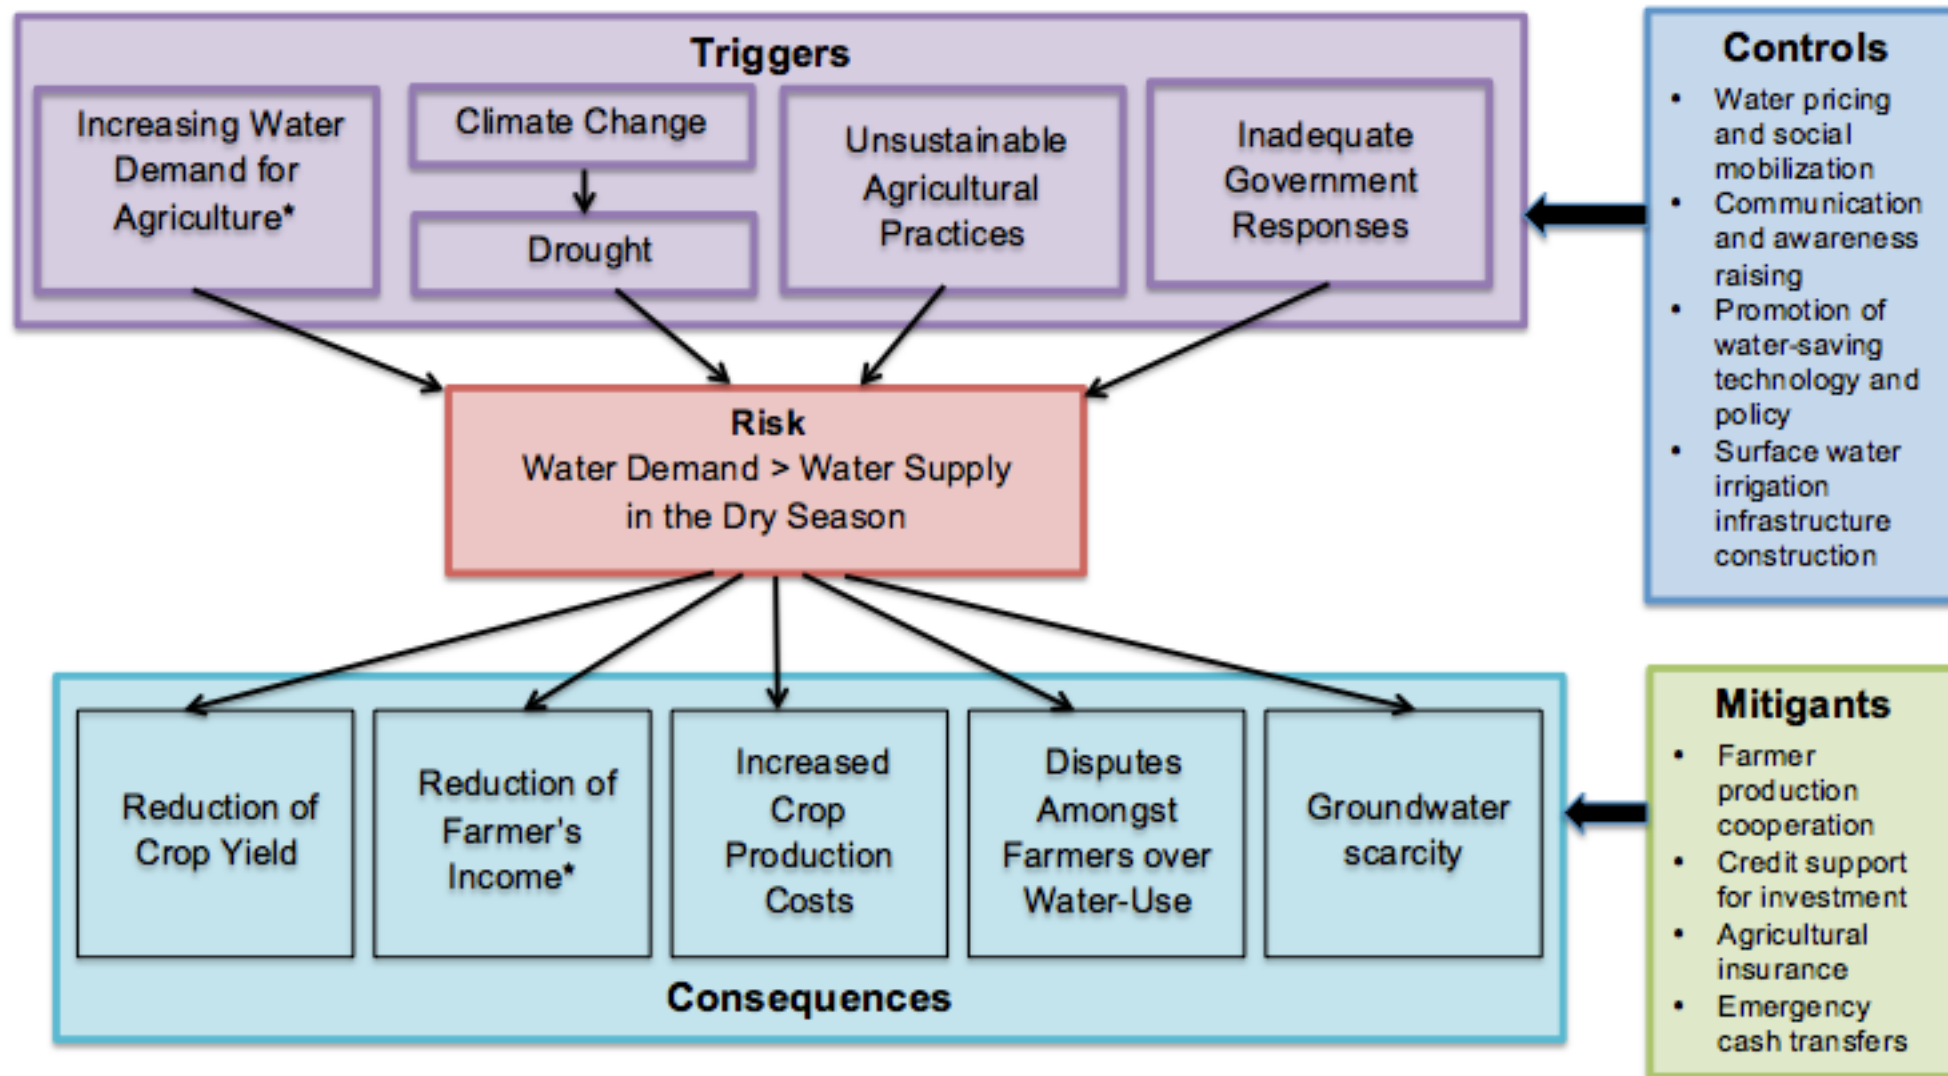 Triggers
Increasing Water
Demand for
Agriculture*
Climate Change
Drought
Unsustainable
Agricultural
Practices
Inadequate
Government
Responses
Controls
• Water pricing
and social
mobilization
• Communication
and awareness
raising
• Promotion of
water-saving
technology and
policy
• Surface water
irrigation
infrastructure
construction
Risk
Water Demand > Water Supply
in the Dry Season
Reduction of
Crop Yield
Reduction of
Farmer's
Income*
Increased
Crop
Production
Costs
Disputes
Amongst
Farmers over
Water-Use
Groundwater
scarcity
Consequences
Mitigants
• Farmer
production
cooperation
• Credit support
for investment
• Agricultural
insurance
• Emergency
cash transfers